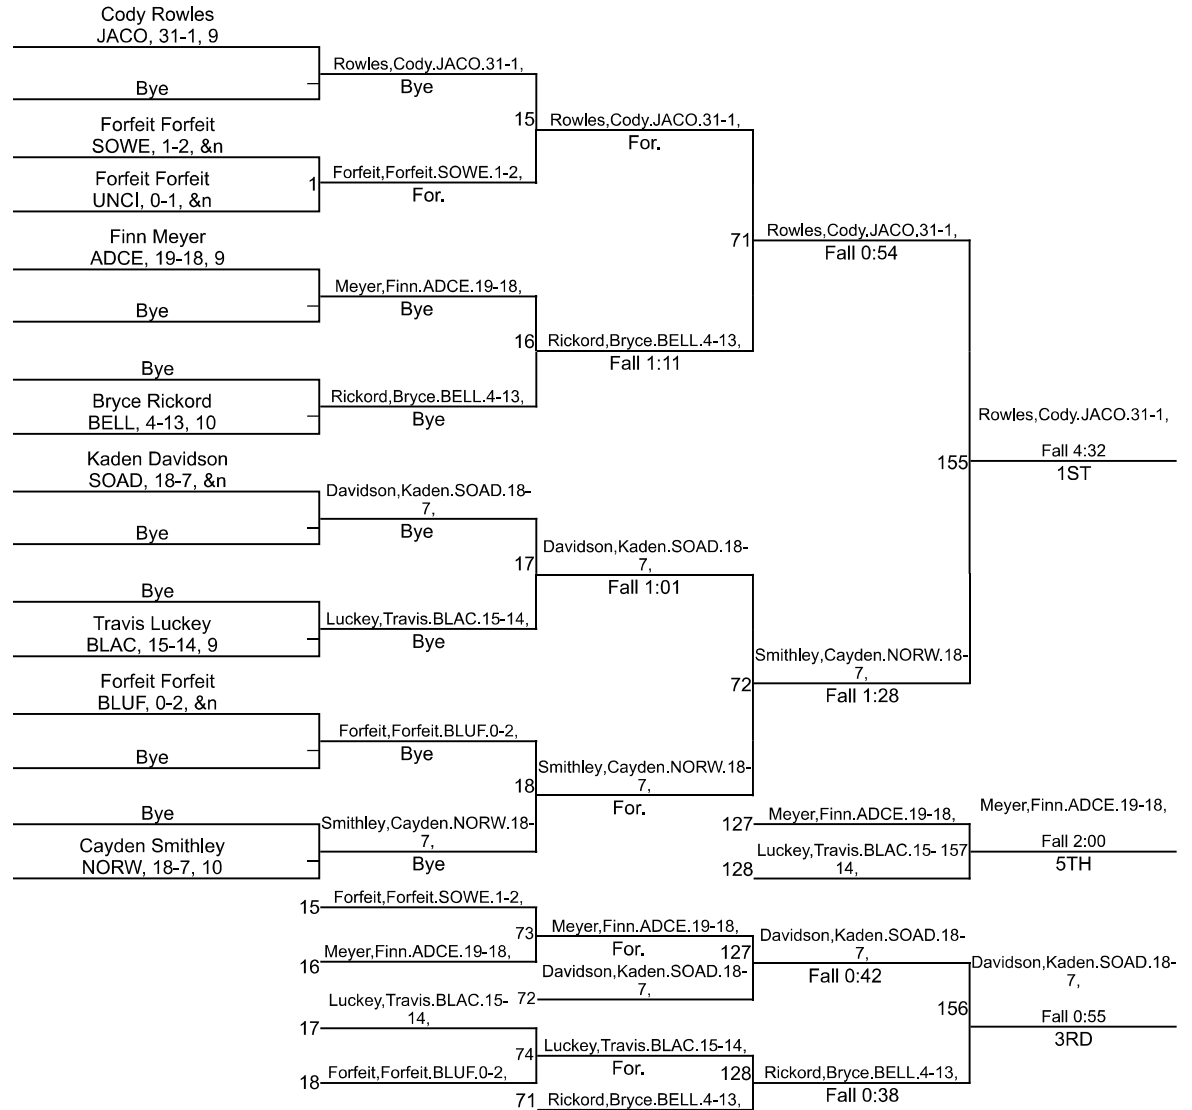 Cody Rowles
JACO, 31-1, 9
Bye
Forfeit Forfeit
SOWE, 1-2, &n
Forfeit Forfeit
UNCI, 0-1, &n
Finn Meyer
ADCE, 19-18, 9
Bye
Bye
Bryce Rickord
BELL, 4-13, 10
Kaden Davidson
SOAD, 18-7, &n
Bye
Bye
Travis Luckey
BLAC, 15-14, 9
Forfeit Forfeit
BLUF, 0-2, &n
Bye
Bye
Cayden Smithley
NORW, 18-7, 10
Rowles,Cody.JACO.31-1,
Bye
1
Forfeit,Forfeit.SOWE.1-2,
For.
Meyer,Finn.ADCE.19-18,
Bye
Rickord,Bryce.BELL.4-13,
Bye
Davidson,Kaden.SOAD.18-
7,
Bye
Luckey,Travis.BLAC.15-14,
Bye
Forfeit,Forfeit.BLUF.0-2,
Bye
Smithley,Cayden.NORW.18-
7,
Bye
15
Rowles,Cody.JACO.31-1,
For.
16
Rickord,Bryce.BELL.4-13,
Fall 1:11
17
Davidson,Kaden.SOAD.18-
7,
Fall 1:01
18
Smithley,Cayden.NORW.18-
7,
For.
71
Rowles,Cody.JACO.31-1,
Fall 0:54
72
Smithley,Cayden.NORW.18-
7,
Fall 1:28
155
Rowles,Cody.JACO.31-1,
Fall 4:32
1ST
127
Meyer,Finn.ADCE.19-18,
128
Luckey,Travis.BLAC.15-
14,
157
Meyer,Finn.ADCE.19-18,
Fall 2:00
5TH
15
Forfeit,Forfeit.SOWE.1-2,
16
Meyer,Finn.ADCE.19-18,
17
Luckey,Travis.BLAC.15-
14,
18
Forfeit,Forfeit.BLUF.0-2,
73
Meyer,Finn.ADCE.19-18,
For.
72
Davidson,Kaden.SOAD.18-
7,
74
Luckey,Travis.BLAC.15-14,
For.
71
Rickord,Bryce.BELL.4-13,
127
Davidson,Kaden.SOAD.18-
7,
Fall 0:42
128
Rickord,Bryce.BELL.4-13,
Fall 0:38
156
Davidson,Kaden.SOAD.18-
7,
Fall 0:55
3RD